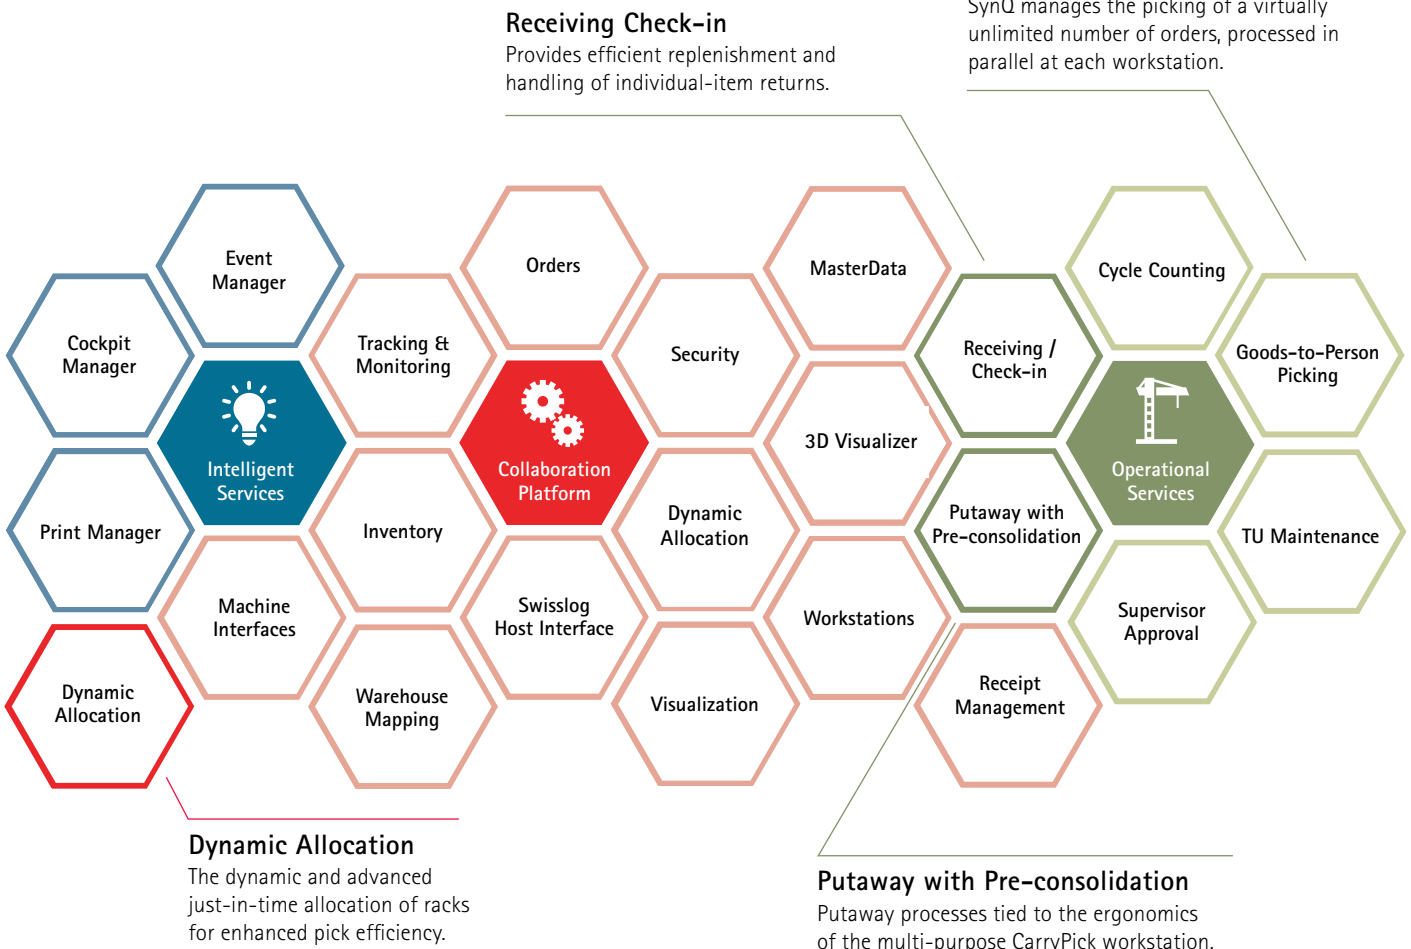 Receiving Check-in
Provides efficient replenishment and
handling of individual-item returns.
SynQ manages the picking of a virtually
unlimited number of orders, processed in
parallel at each workstation.
Event
Manager
Orders
MasterData
Cycle Counting
Cockpit
Manager
Tracking &
Monitoring
Security
Receiving /
Check-in
Goods-to-Person
Picking
Intelligent
Services
Collaboration
Platform
3D Visualizer
Operational
Services
Print Manager
Inventory
Dynamic
Allocation
Putaway with
Pre-consolidation
TU Maintenance
Machine
Interfaces
Swisslog
Host Interface
Workstations
Supervisor
Approval
Dynamic
Allocation
Warehouse
Mapping
Visualization
Receipt
Management
Dynamic Allocation
The dynamic and advanced
just-in-time allocation of racks
for enhanced pick efficiency.
Putaway with Pre-consolidation
Putaway processes tied to the ergonomics
of the multi-purpose CarryPick workstation.